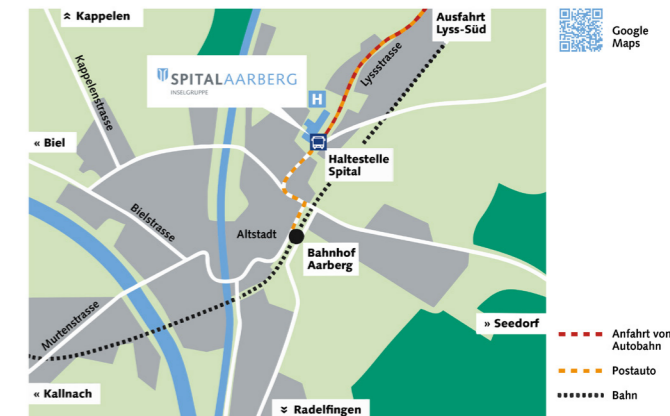 Kappelen
Ausfahrt
Lyss-Süd
Google
Maps
Kappelenstrasse
Lyssstrasse
SPITALAARBERG
INSELGRUPPE
H
« Biel
Haltestelle
Spital
Bielstrasse
Altstadt
Bahnhof
Aarberg
Murtenstrasse
» Seedorf
Anfahrt von
Autobahn
Postauto
« Kallnach
Bahn
Radelfingen